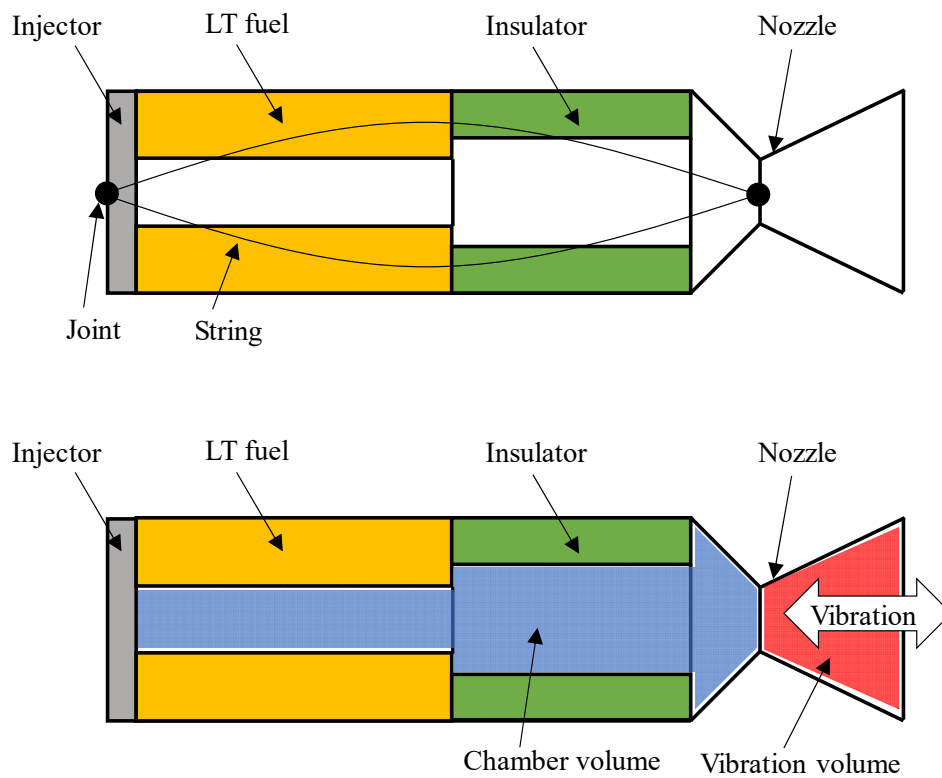 Injector
LT fuel
Insulator
Nozzle
Joint
String
Injector
LT fuel
Insulator
Nozzle
Vibration
Chamber volume
Vibration volume